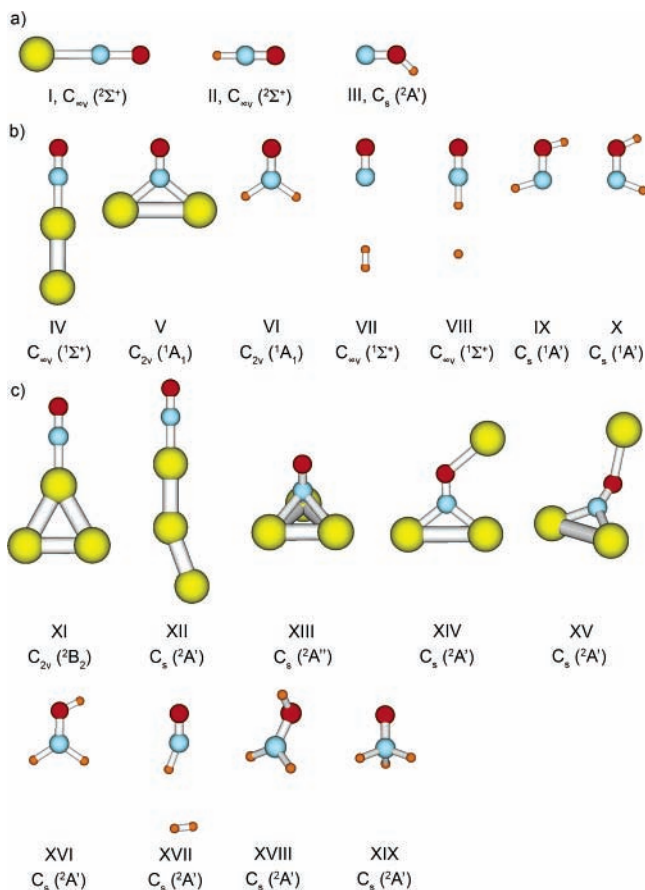 a)
I, C∞v (²Σ⁺) II, C∞v (²Σ⁺) III, Cs (²A')
b)
IV V VI VII VIII IX X
C∞v (¹Σ⁺) C2v (¹A1) C2v (¹A1) C∞v (¹Σ⁺) C∞v (¹Σ⁺) Cs (¹A') Cs (¹A')
c)
XI XII XIII XIV XV
C2v (²B2) Cs (²A') Cs (²A'') Cs (²A') Cs (²A')
XVI XVII XVIII XIX
Cs (²A') Cs (²A') Cs (²A') Cs (²A')